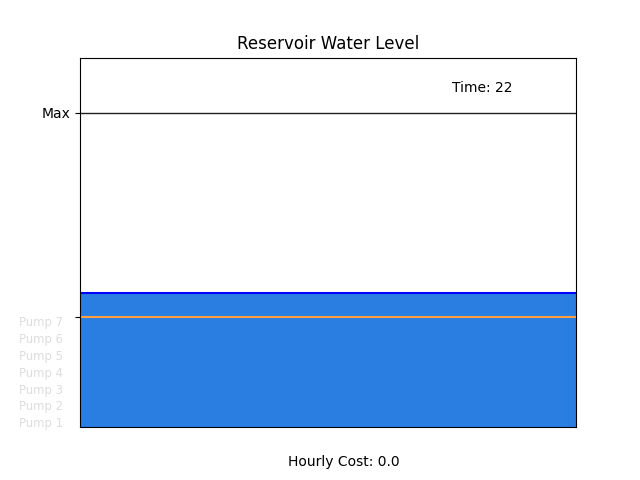 Reservoir Water Level
Time: 22
Max
Pump 7
Pump 6
Pump 5
Pump 4
Pump 3
Pump 2
Pump 1
Hourly Cost: 0.0